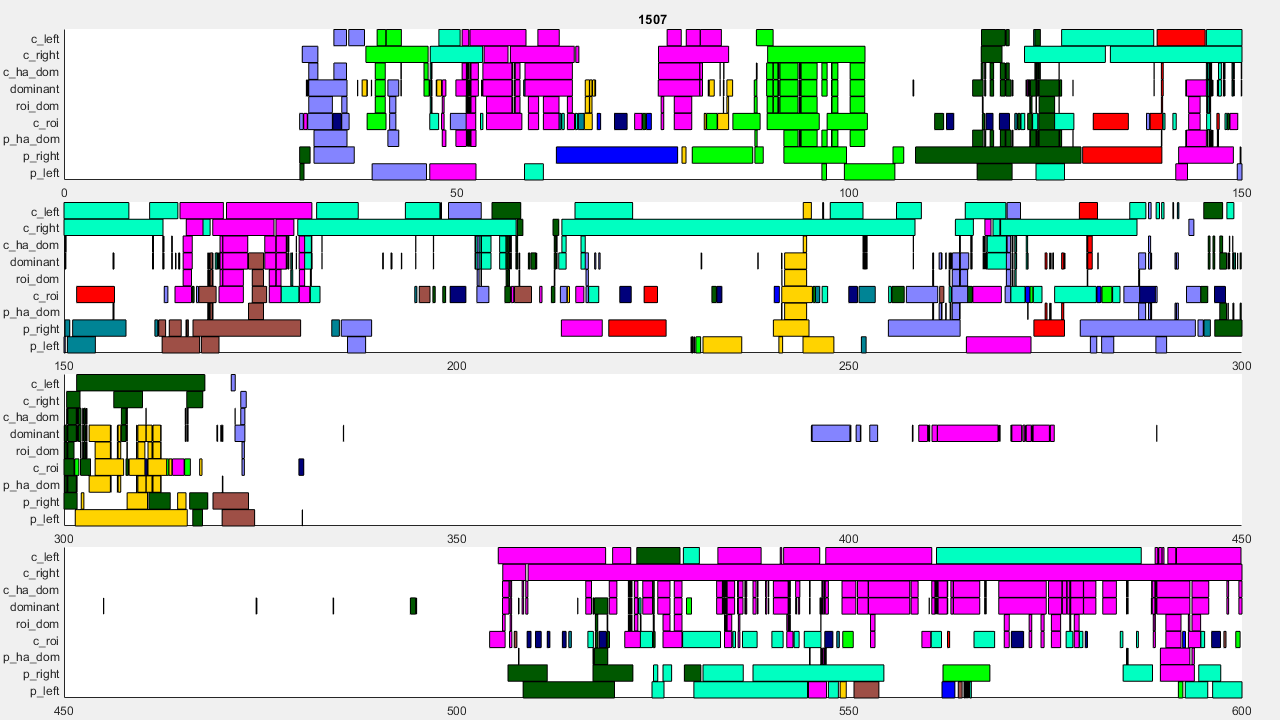 1507
c_left
c_right
c_ha_dom
dominant
roi_dom
c_roi
p_ha_dom
p_right
p_left
0 50 100 150
c_left
c_right
c_ha_dom
dominant
roi_dom
c_roi
p_ha_dom
p_right
p_left
150 200 250 300
c_left
c_right
c_ha_dom
dominant
roi_dom
c_roi
p_ha_dom
p_right
p_left
300 350 400 450
c_left
c_right
c_ha_dom
dominant
roi_dom
c_roi
p_ha_dom
p_right
p_left
450 500 550 600